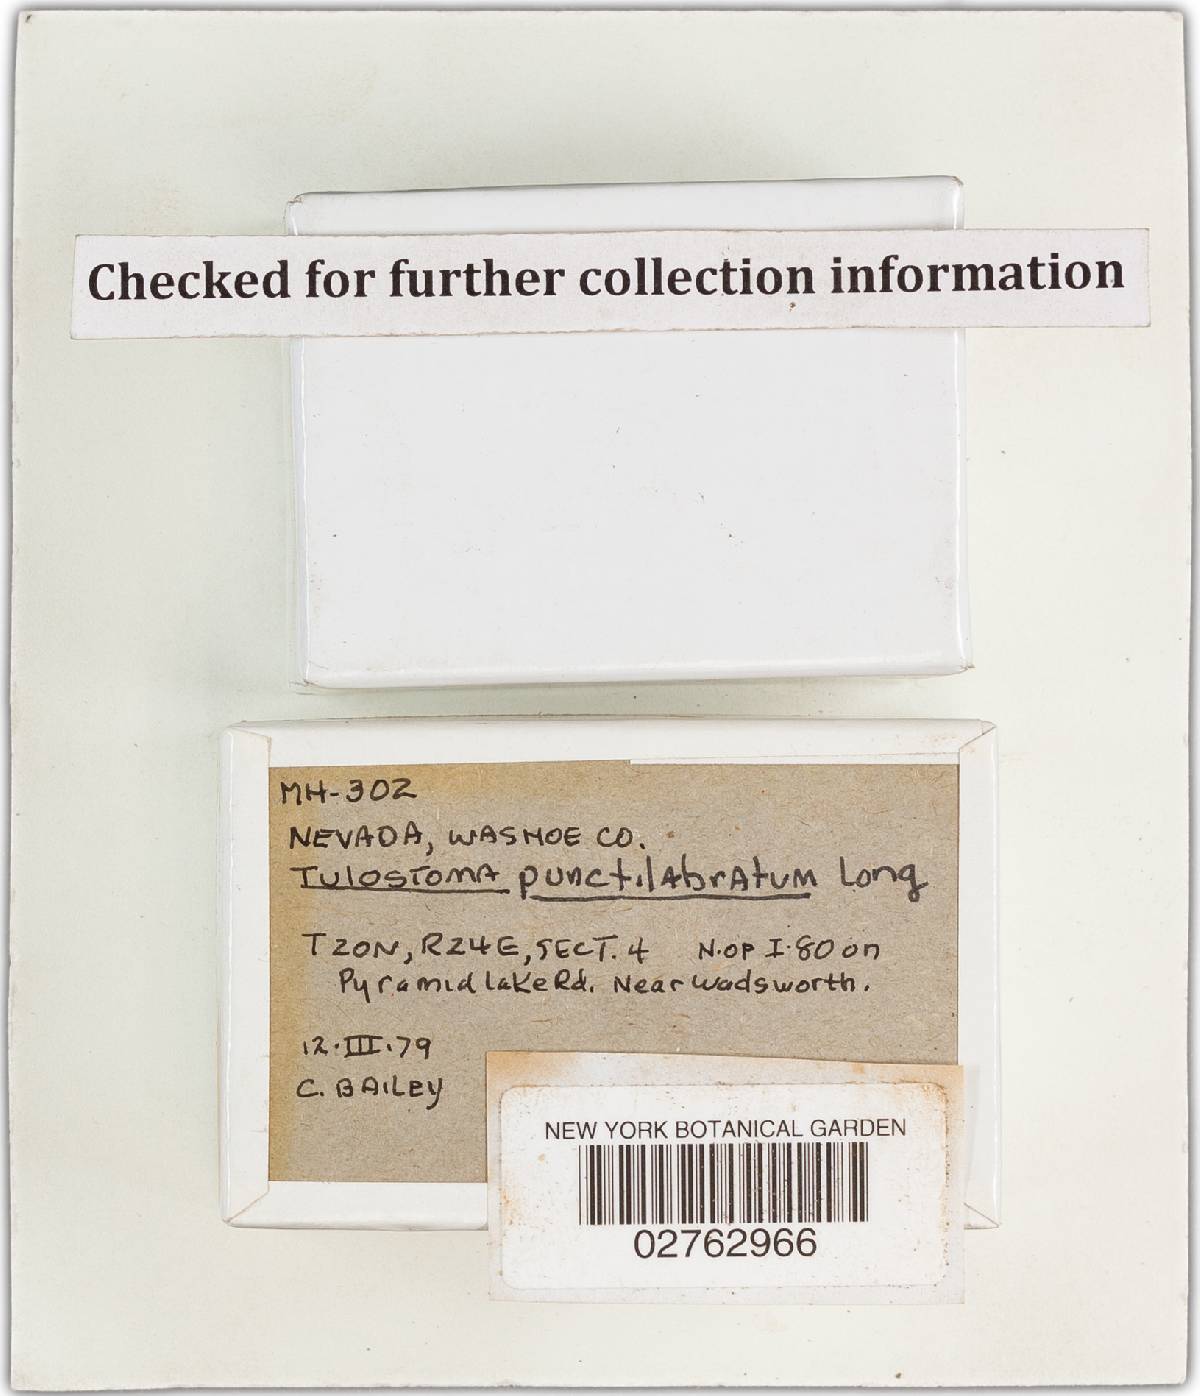 Checked for further collection information
MH-302
NEVADA, WASHOE CO.
Tulostoma punctilabratum Long
T20N, R24E, SECT. 4 N. of I-80 on
Pyramid Lake Rd. Near Wadsworth.
12.III.79
C. BAILEY
NEW YORK BOTANICAL GARDEN
02762966